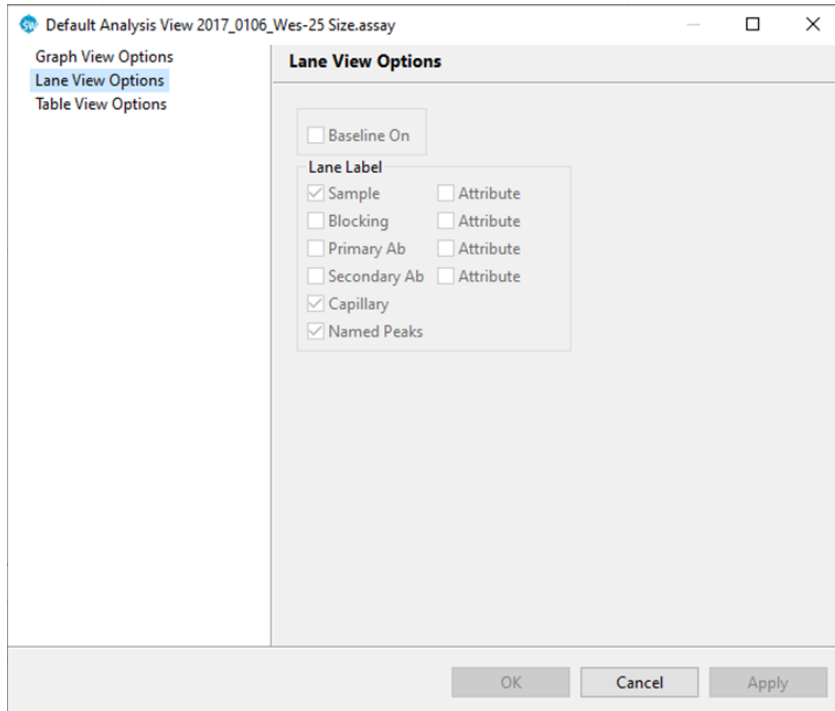 SW Default Analysis View 2017_0106_Wes-25 Size.assay
Graph View Options
Lane View Options
Table View Options
Lane View Options
Baseline On
Lane Label
Sample Attribute
Blocking Attribute
Primary Ab Attribute
Secondary Ab Attribute
Capillary
Named Peaks
OK Cancel Apply